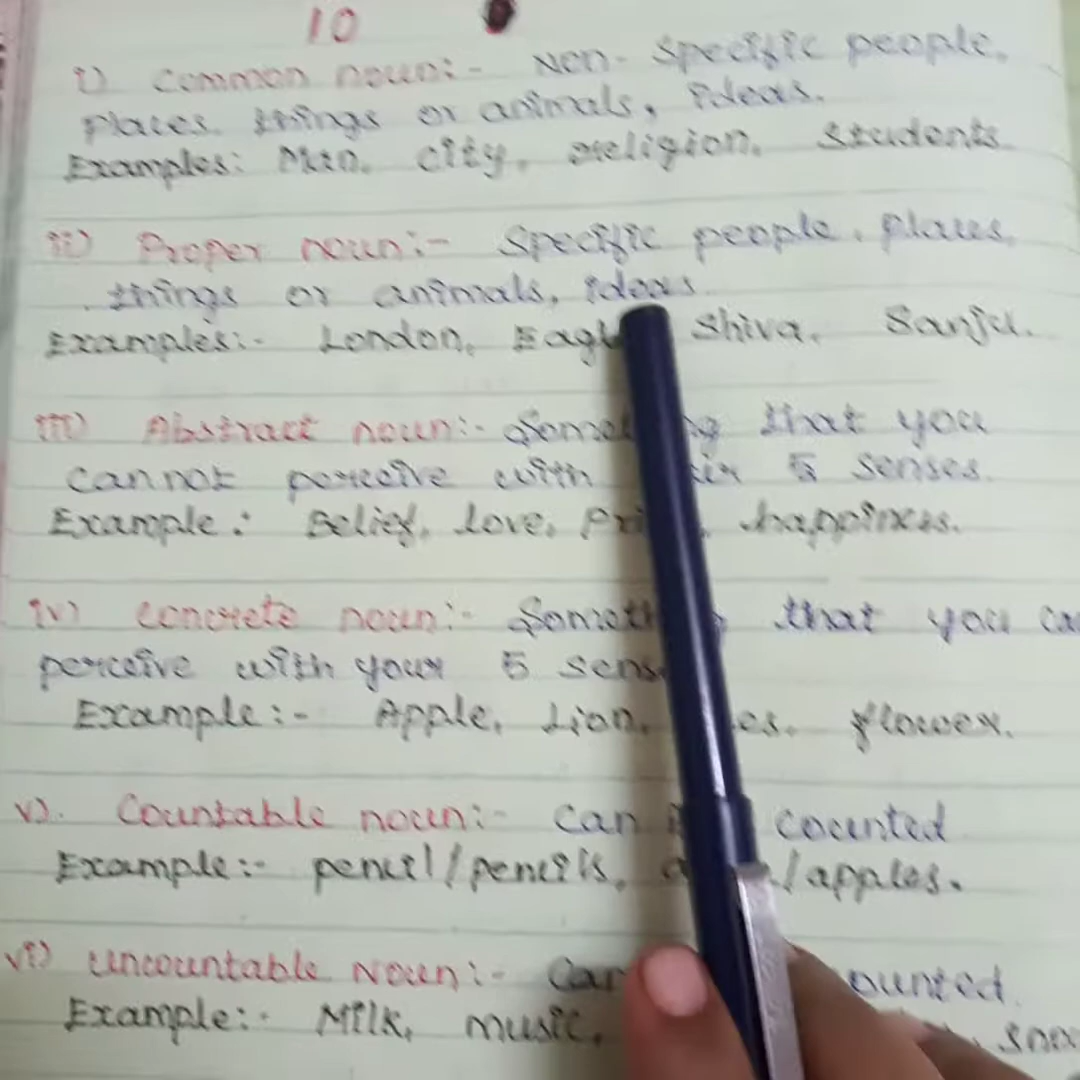 10
i) Common noun:- Non- Specific people,
Places. things or animals, ideas.
Examples: Man, city, religion, Students
ii) Proper noun:- Specific people, places,
things or animals, ideas
Examples:- London, Shiva, Sanju.
iii) Abstract noun:- that you
cannot perceive with 5 senses.
Example: Belief, love, happiness.
iv) concrete noun:- that you
perceive with your 5
Example:- Apple, Lion, flower.
v). Countable noun:- Can counted
Example:- pencil/pencils, /apples.
vi) uncountable Noun:-
Example:- Milk, music,